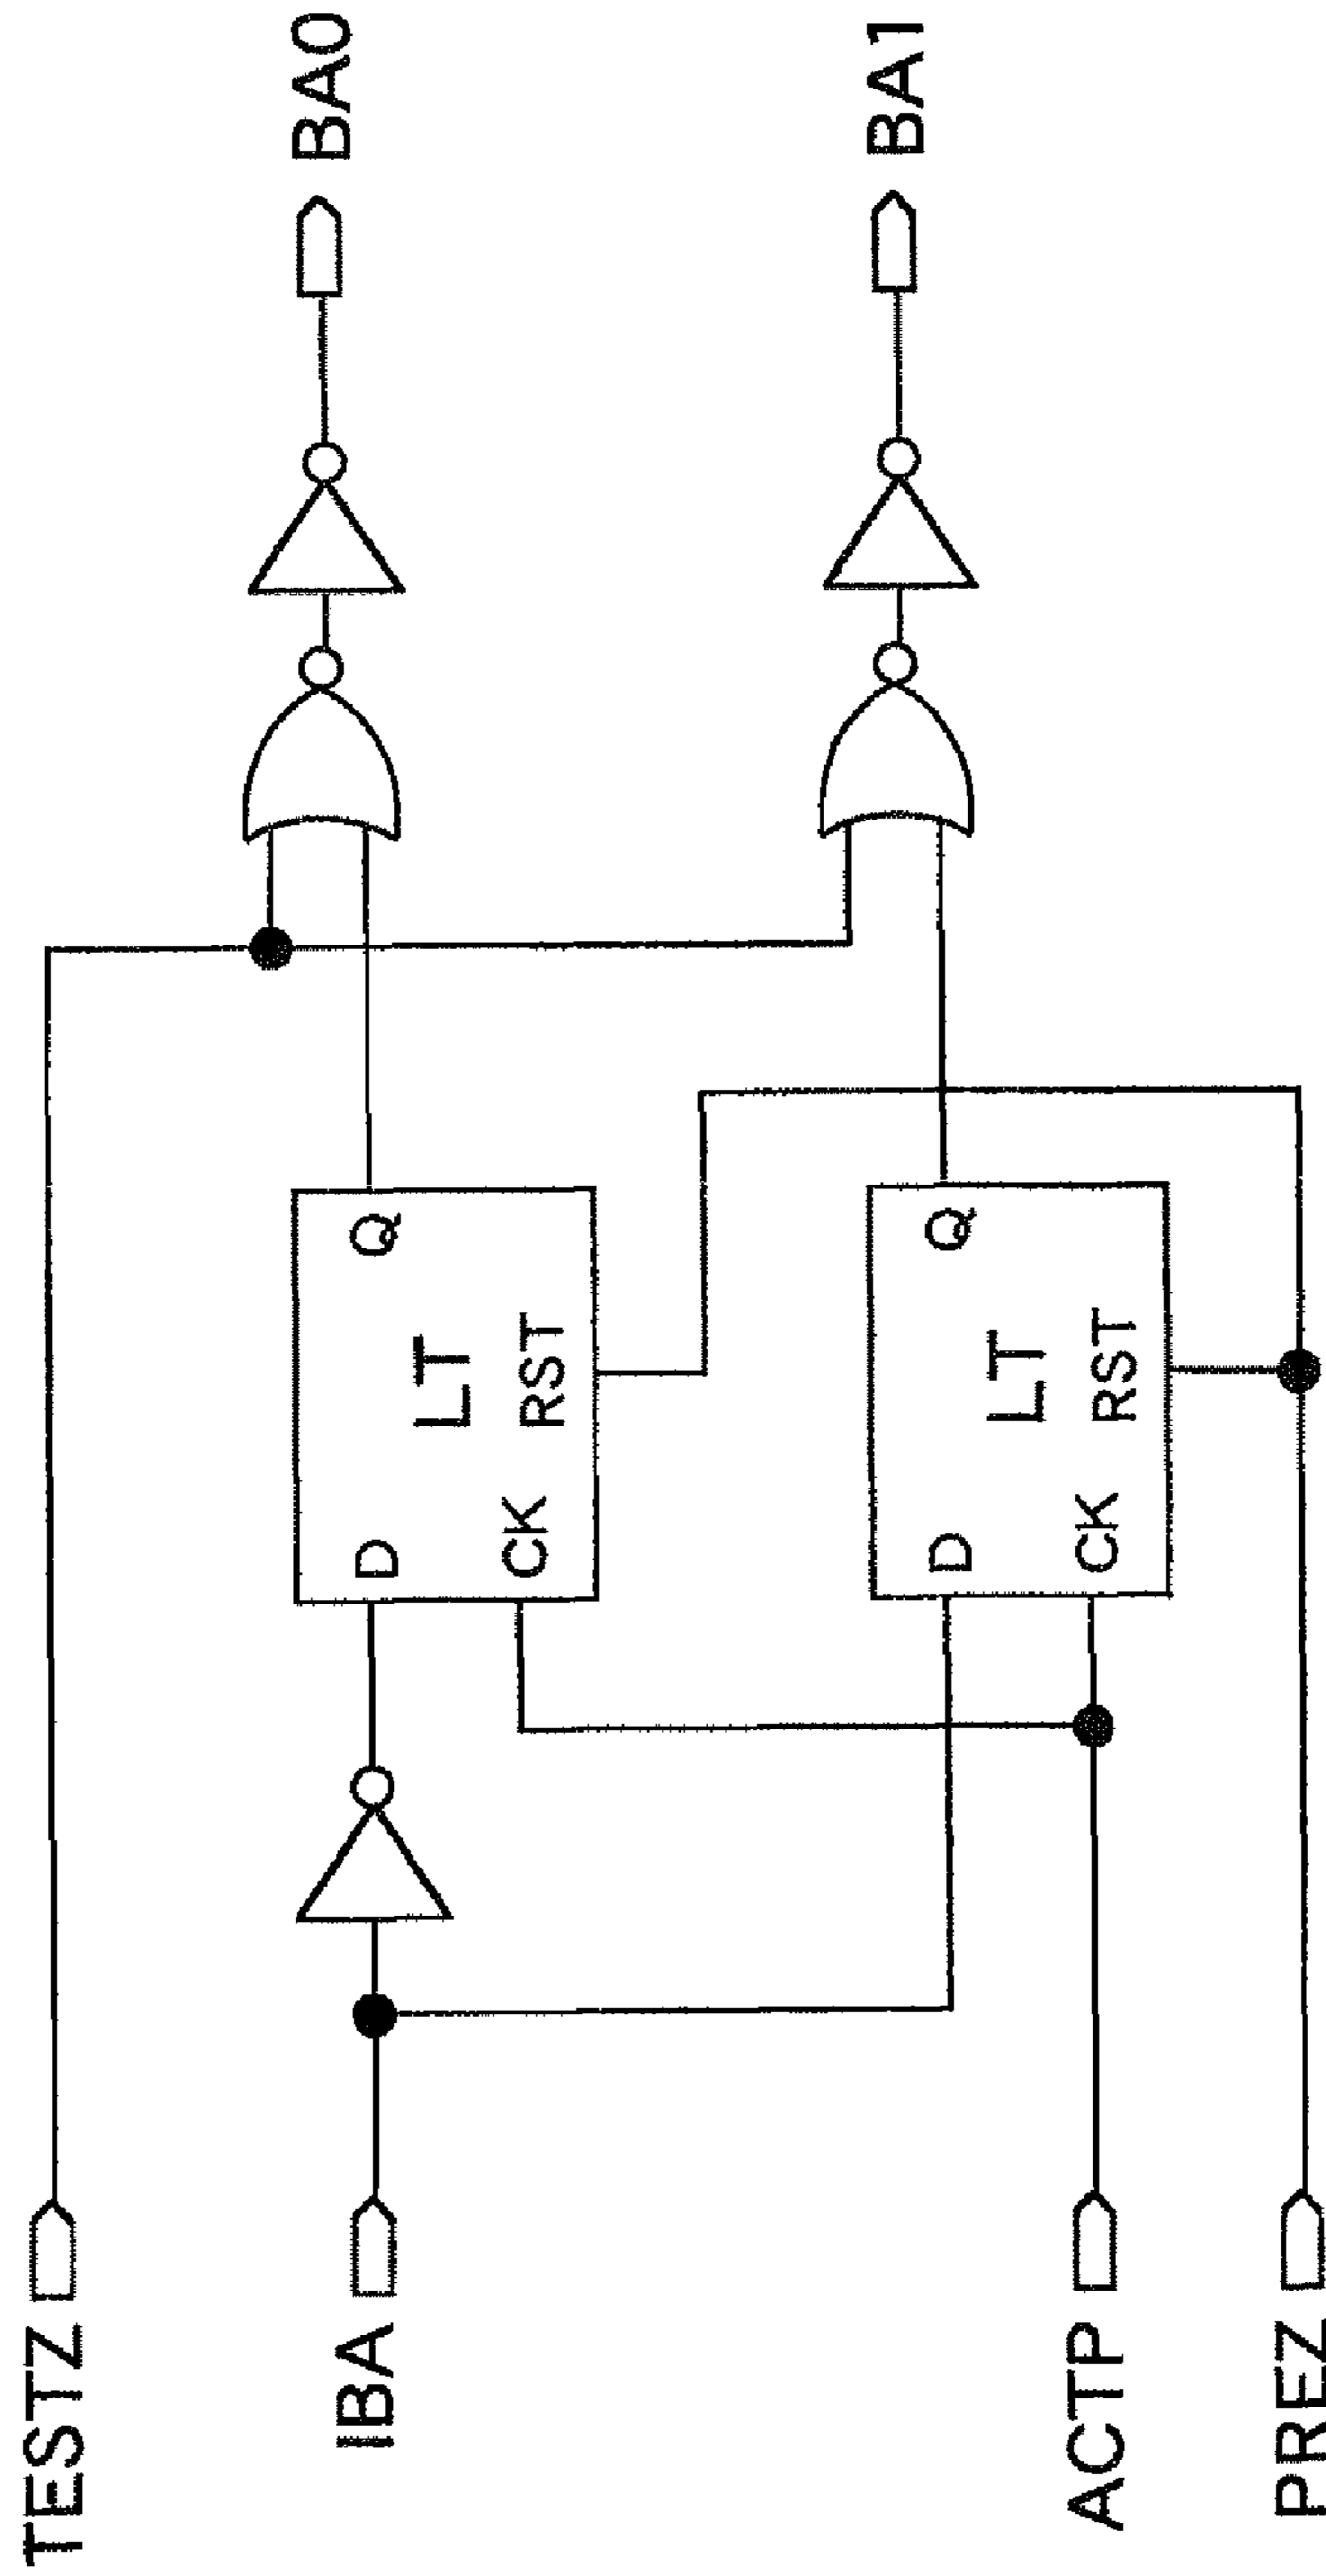 TESTZ
IBA
ACTP
PREZ
D
Q
LT
CK
RST
D
Q
LT
CK
RST
BA0
BA1